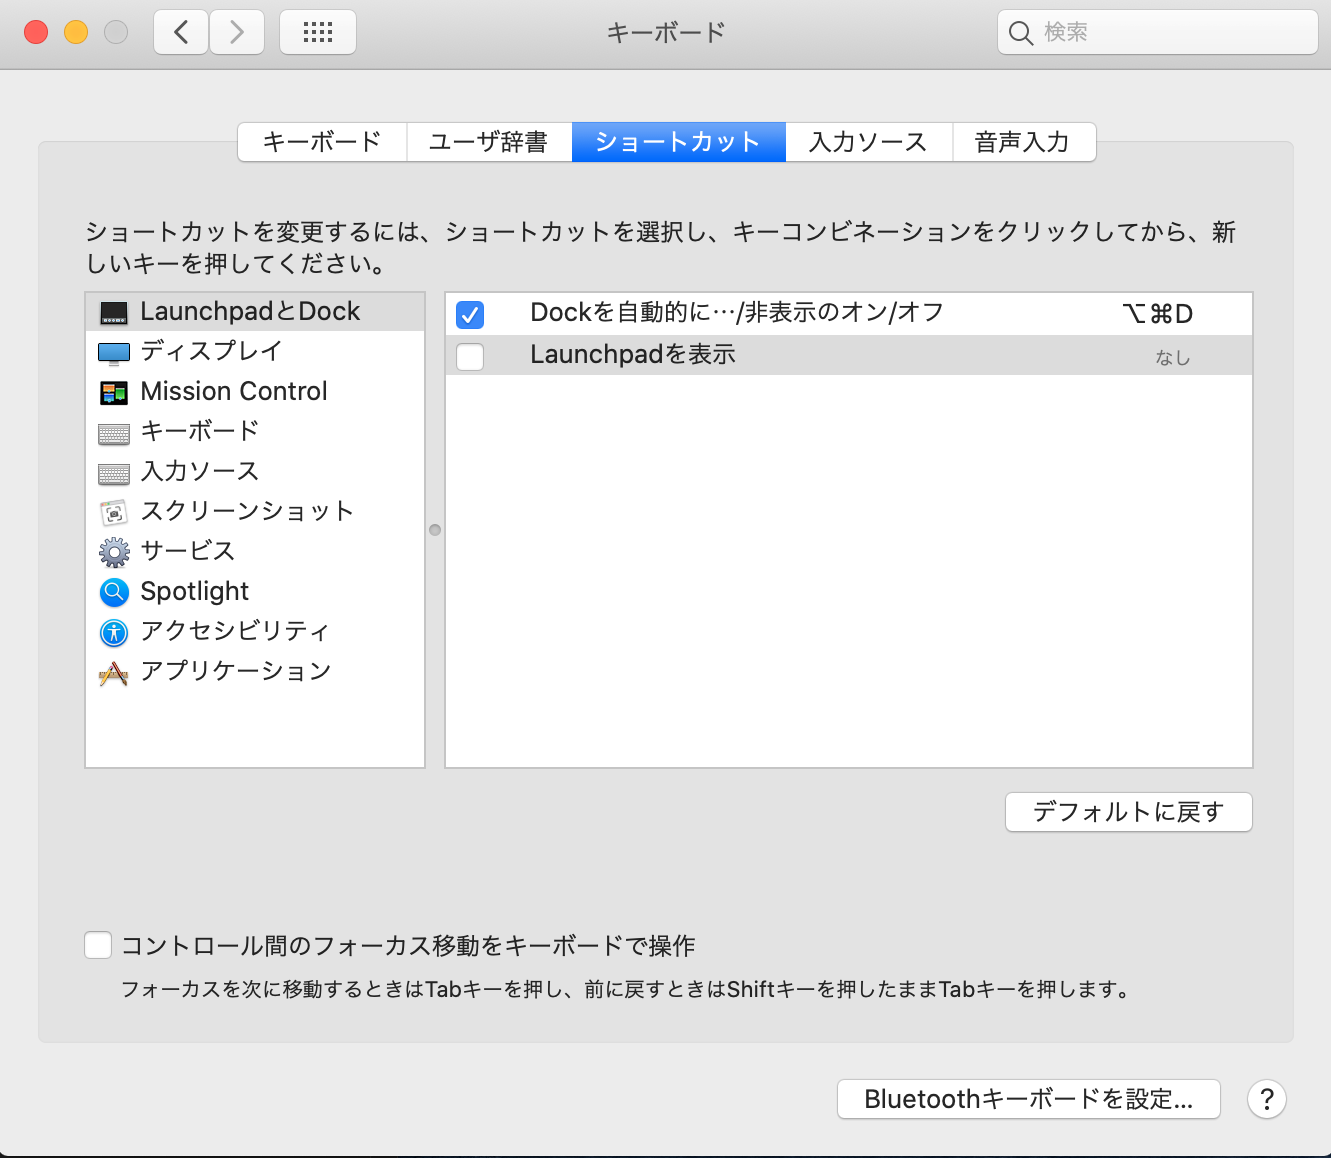 キーボード
検索
キーボード
ユーザ辞書
ショートカット
入力ソース
音声入力
ショートカットを変更するには、ショートカットを選択し、キーコンビネーションをクリックしてから、新
しいキーを押してください。
LaunchpadとDock
ディスプレイ
Mission Control
キーボード
入力ソース
スクリーンショット
サービス
Spotlight
アクセシビリティ
アプリケーション
Dockを自動的に…/非表示のオン/オフ ⌥⌘D
Launchpadを表示 なし
デフォルトに戻す
コントロール間のフォーカス移動をキーボードで操作
フォーカスを次に移動するときはTabキーを押し、前に戻すときはShiftキーを押したままTabキーを押します。
Bluetoothキーボードを設定...
?